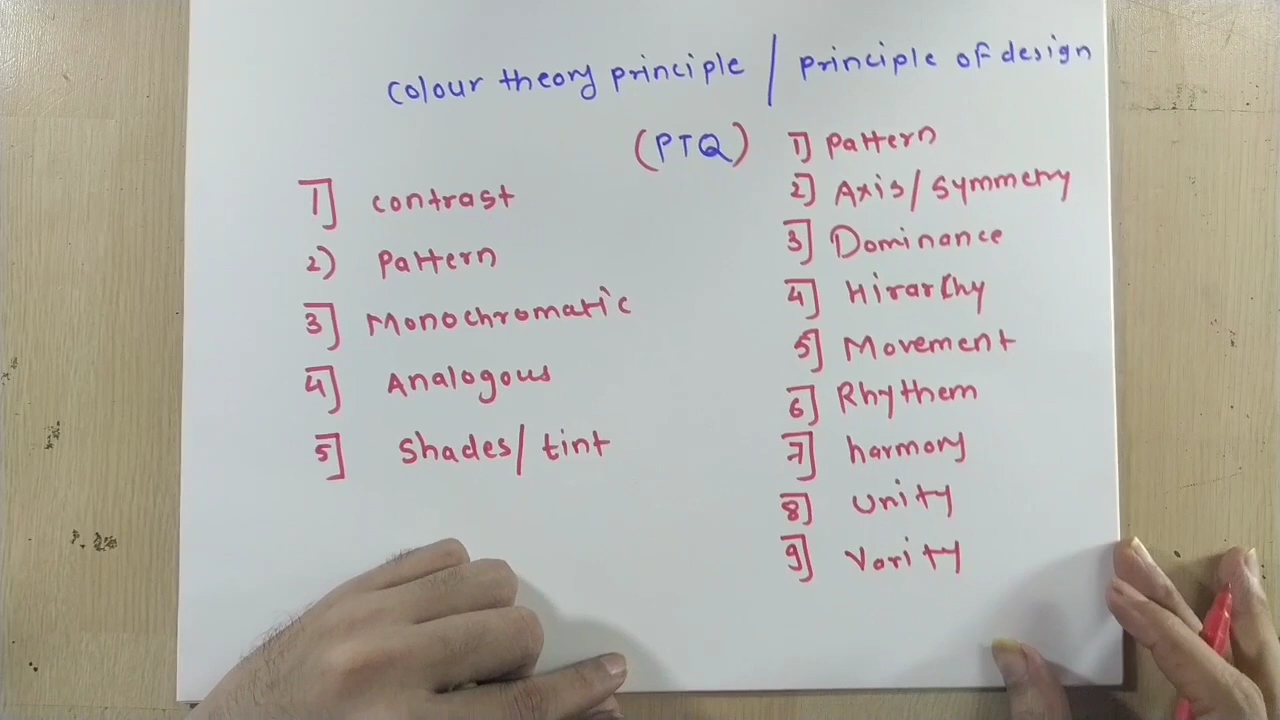 colour theory principle / principle of design
(PTQ)
1] contrast
2) pattern
3] Monochromatic
4] Analogous
5] Shades/tint
1] pattern
2] Axis/symmetry
3] Dominance
4] Hirarchy
5] Movement
6] Rhythem
7] harmony
8] unity
9] Vority